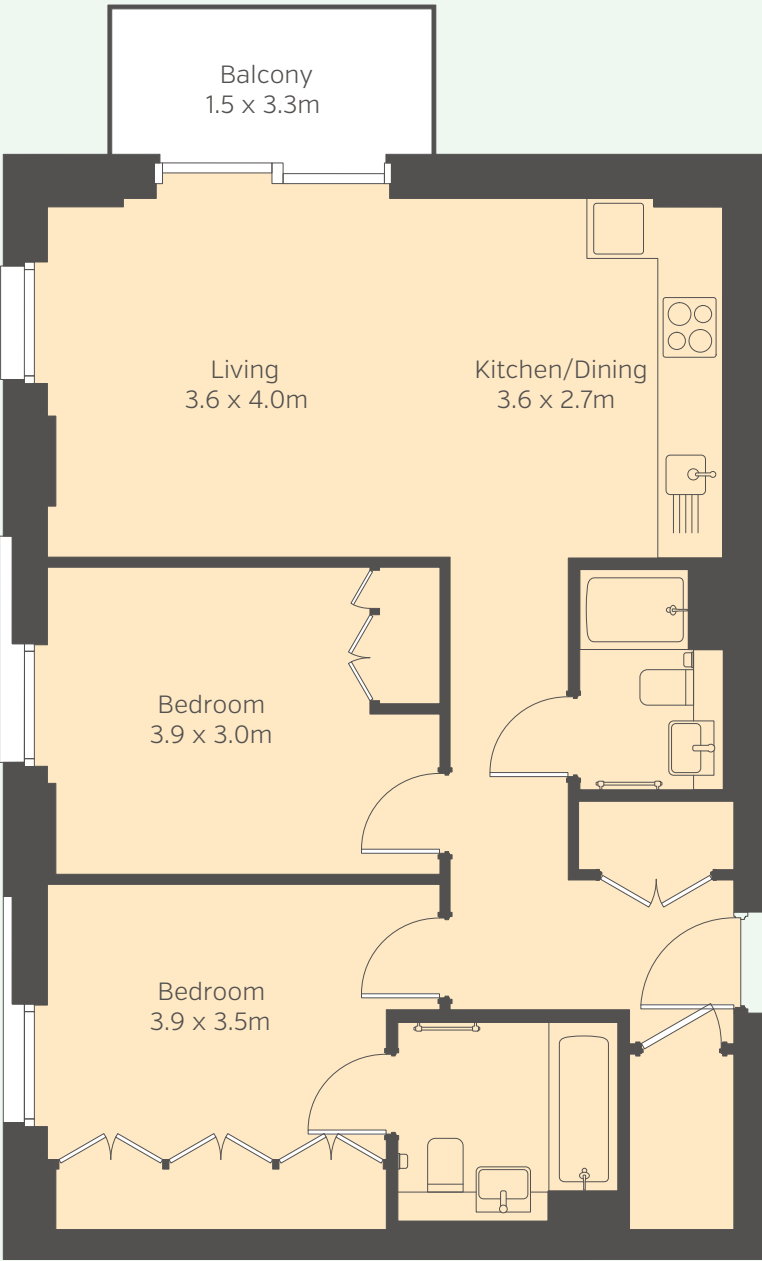 Balcony
1.5 x 3.3m
Living
3.6 x 4.0m
Kitchen/Dining
3.6 x 2.7m
Bedroom
3.9 x 3.0m
Bedroom
3.9 x 3.5m